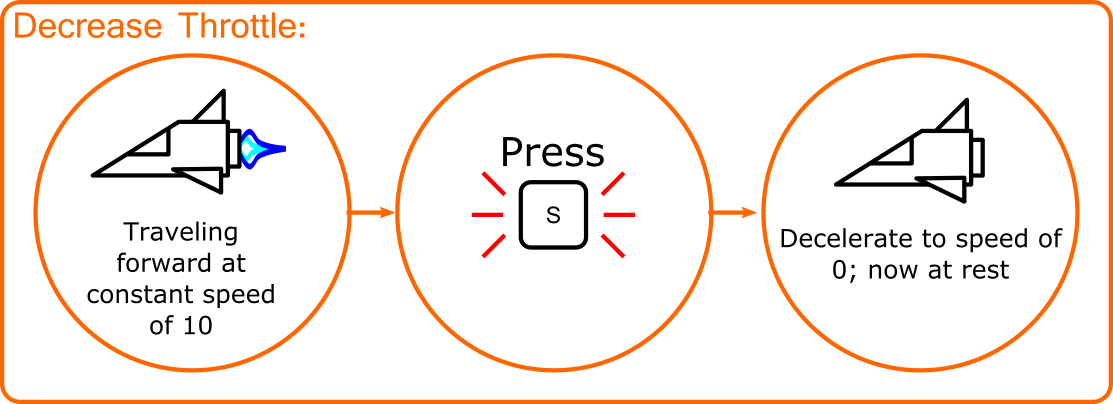 Decrease Throttle:
Traveling
forward at
constant speed
of 10
Press
S
Decelerate to speed of
0; now at rest